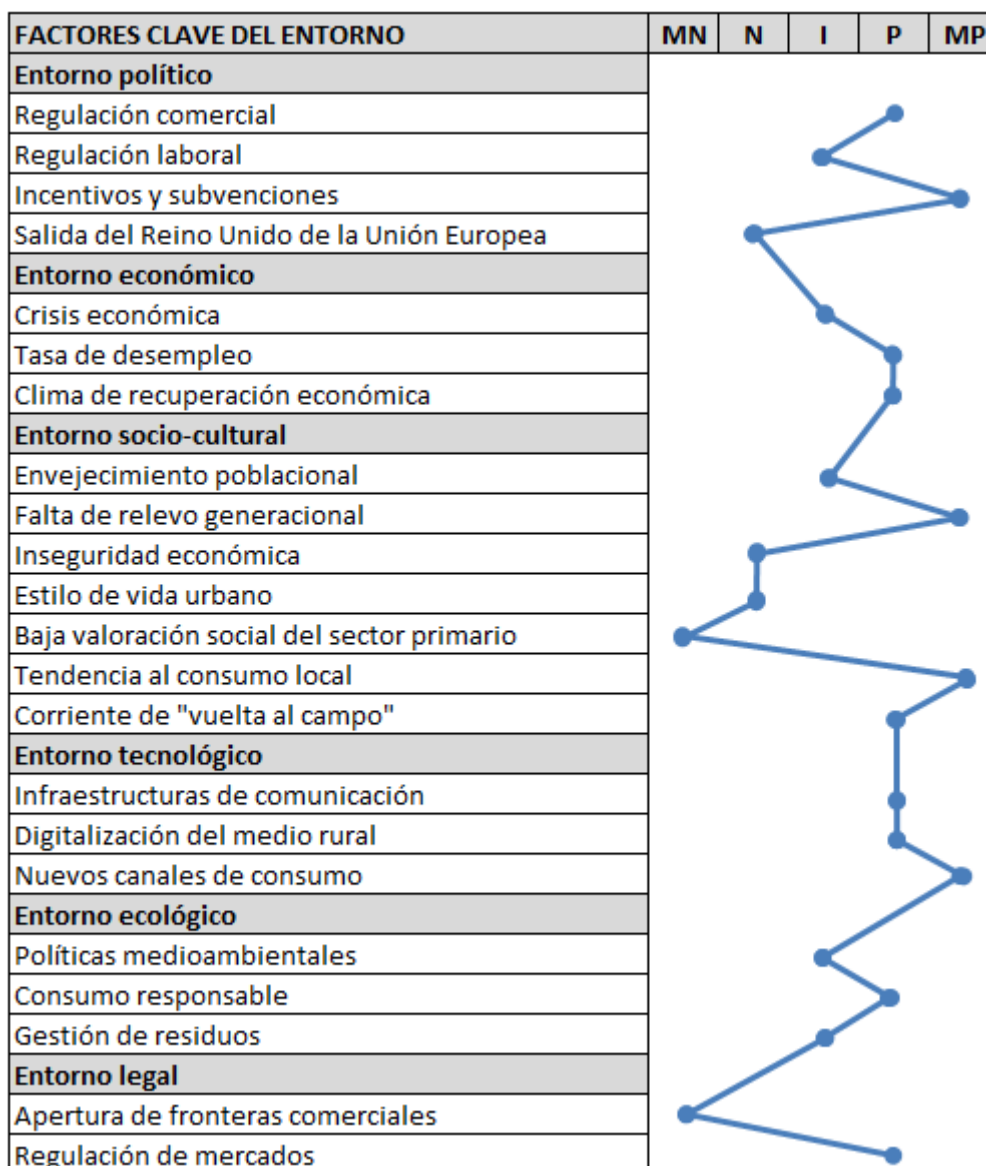 FACTORES CLAVE DEL ENTORNO MN N I P MP
Entorno político
Regulación comercial
Regulación laboral
Incentivos y subvenciones
Salida del Reino Unido de la Unión Europea
Entorno económico
Crisis económica
Tasa de desempleo
Clima de recuperación económica
Entorno socio-cultural
Envejecimiento poblacional
Falta de relevo generacional
Inseguridad económica
Estilo de vida urbano
Baja valoración social del sector primario
Tendencia al consumo local
Corriente de "vuelta al campo"
Entorno tecnológico
Infraestructuras de comunicación
Digitalización del medio rural
Nuevos canales de consumo
Entorno ecológico
Políticas medioambientales
Consumo responsable
Gestión de residuos
Entorno legal
Apertura de fronteras comerciales
Regulación de mercados